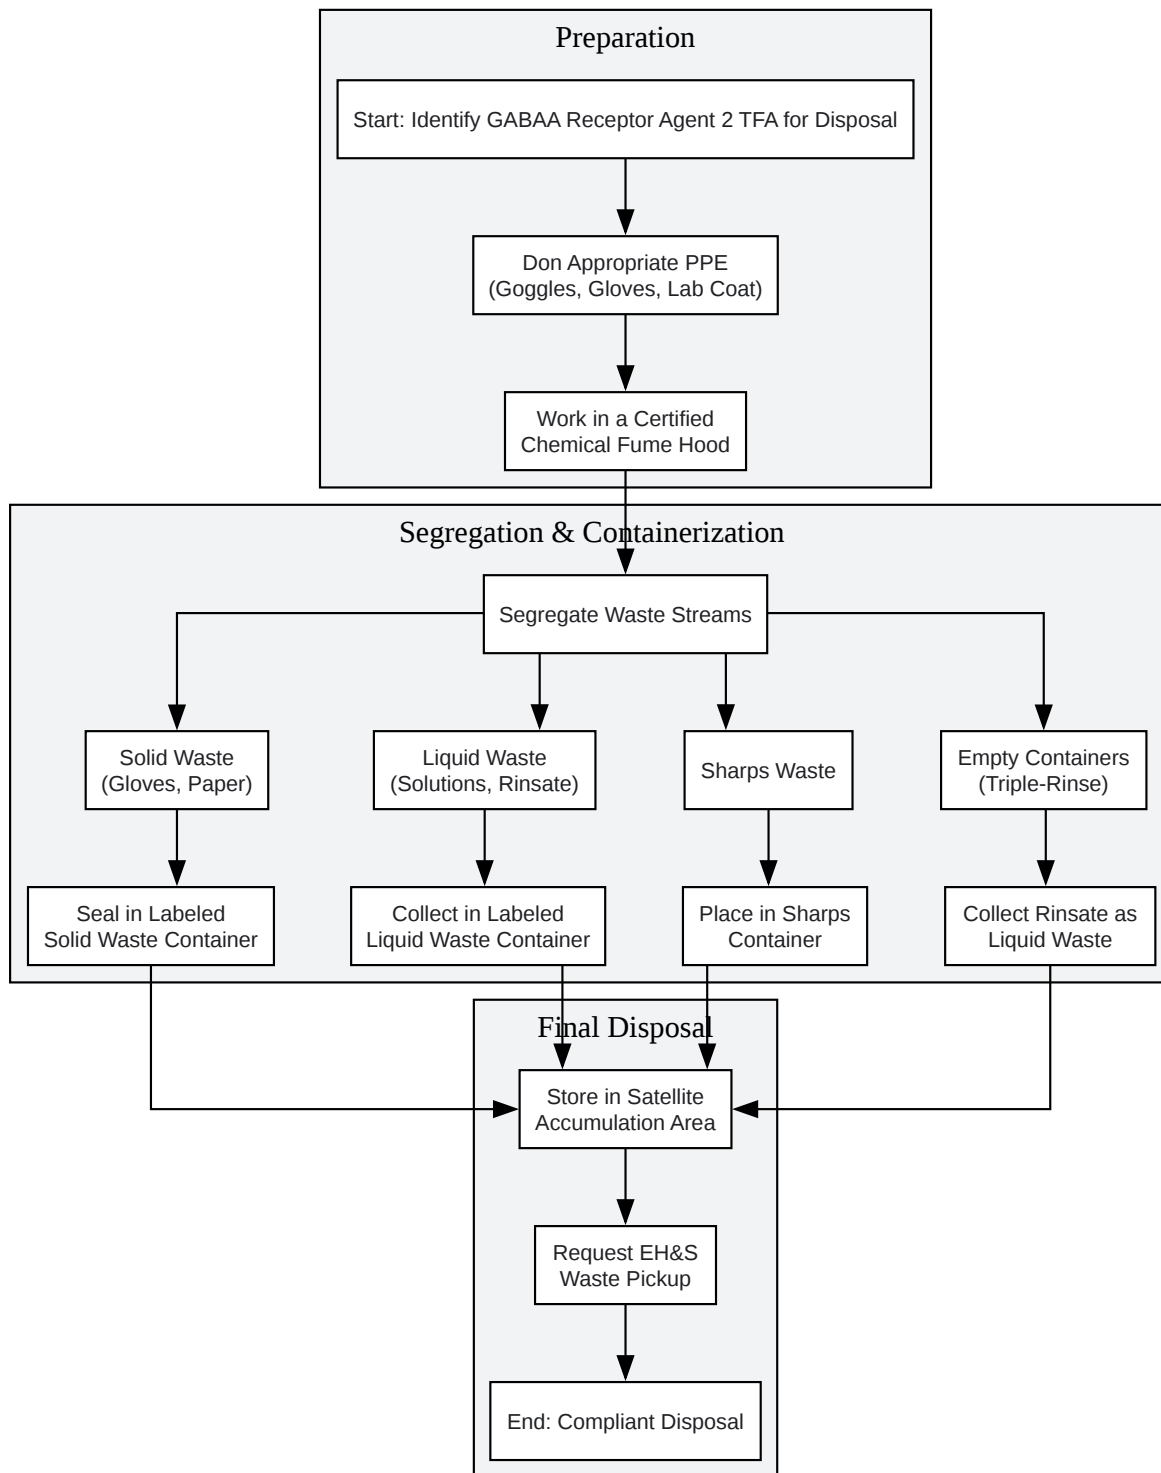 Preparation
Start: Identify GABAA Receptor Agent 2 TFA for Disposal
Don Appropriate PPE
(Goggles, Gloves, Lab Coat)
Work in a Certified
Chemical Fume Hood
Segregation & Containerization
Segregate Waste Streams
Solid Waste
(Gloves, Paper)
Liquid Waste
(Solutions, Rinsate)
Sharps Waste
Empty Containers
(Triple-Rinse)
Seal in Labeled
Solid Waste Container
Collect in Labeled
Liquid Waste Container
Place in Sharps
Container
Collect Rinsate as
Liquid Waste
Final Disposal
Store in Satellite
Accumulation Area
Request EH&S
Waste Pickup
End: Compliant Disposal